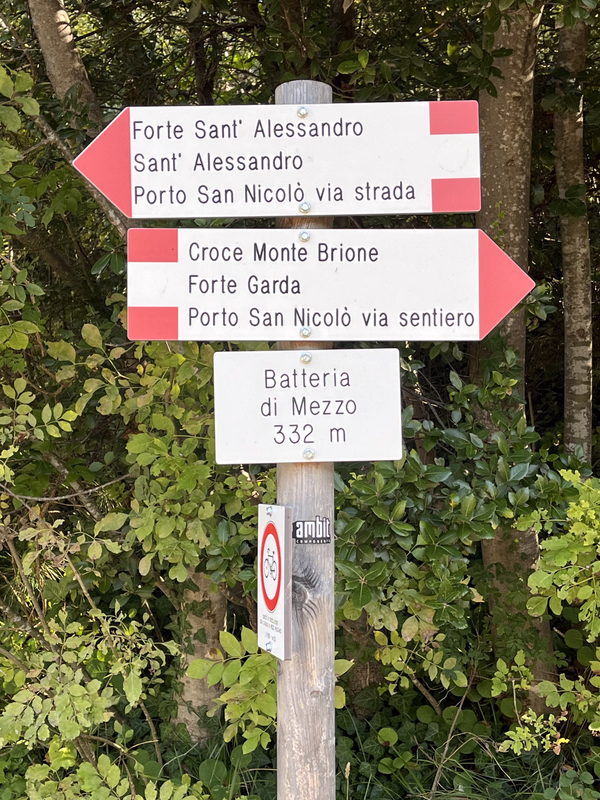 Forte Sant' Alessandro
Sant' Alessandro
Porto San Nicolò via strada
Croce Monte Brione
Forte Garda
Porto San Nicolò via sentiero
Batteria
di Mezzo
332 m
ambit
COMPONENTS